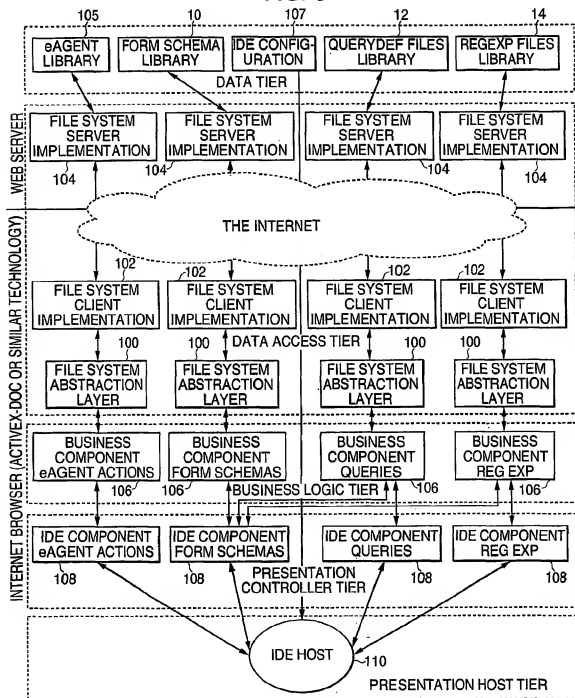 105
10
107
12
14
eAGENT
LIBRARY
FORM SCHEMA
LIBRARY
IDE CONFIG-
URATION
QUERYDEF FILES
LIBRARY
REGEXP FILES
LIBRARY
DATA TIER
WEB SERVER
FILE SYSTEM
SERVER
IMPLEMENTATION
FILE SYSTEM
SERVER
IMPLEMENTATION
FILE SYSTEM
SERVER
IMPLEMENTATION
FILE SYSTEM
SERVER
IMPLEMENTATION
104
104
104
104
THE INTERNET
INTERNET BROWSER (ACTIVEX-DOC OR SIMILAR TECHNOLOGY)
102
102
102
102
FILE SYSTEM
CLIENT
IMPLEMENTATION
FILE SYSTEM
CLIENT
IMPLEMENTATION
FILE SYSTEM
CLIENT
IMPLEMENTATION
FILE SYSTEM
CLIENT
IMPLEMENTATION
DATA ACCESS TIER
100
100
100
100
FILE SYSTEM
ABSTRACTION
LAYER
FILE SYSTEM
ABSTRACTION
LAYER
FILE SYSTEM
ABSTRACTION
LAYER
FILE SYSTEM
ABSTRACTION
LAYER
BUSINESS
COMPONENT
eAGENT ACTIONS
BUSINESS
COMPONENT
FORM SCHEMAS
BUSINESS
COMPONENT
QUERIES
BUSINESS
COMPONENT
REG EXP
106
106
106
106
BUSINESS LOGIC TIER
IDE COMPONENT
eAGENT ACTIONS
IDE COMPONENT
FORM SCHEMAS
IDE COMPONENT
QUERIES
IDE COMPONENT
REG EXP
108
108
108
108
PRESENTATION
CONTROLLER TIER
IDE HOST
110
PRESENTATION HOST TIER